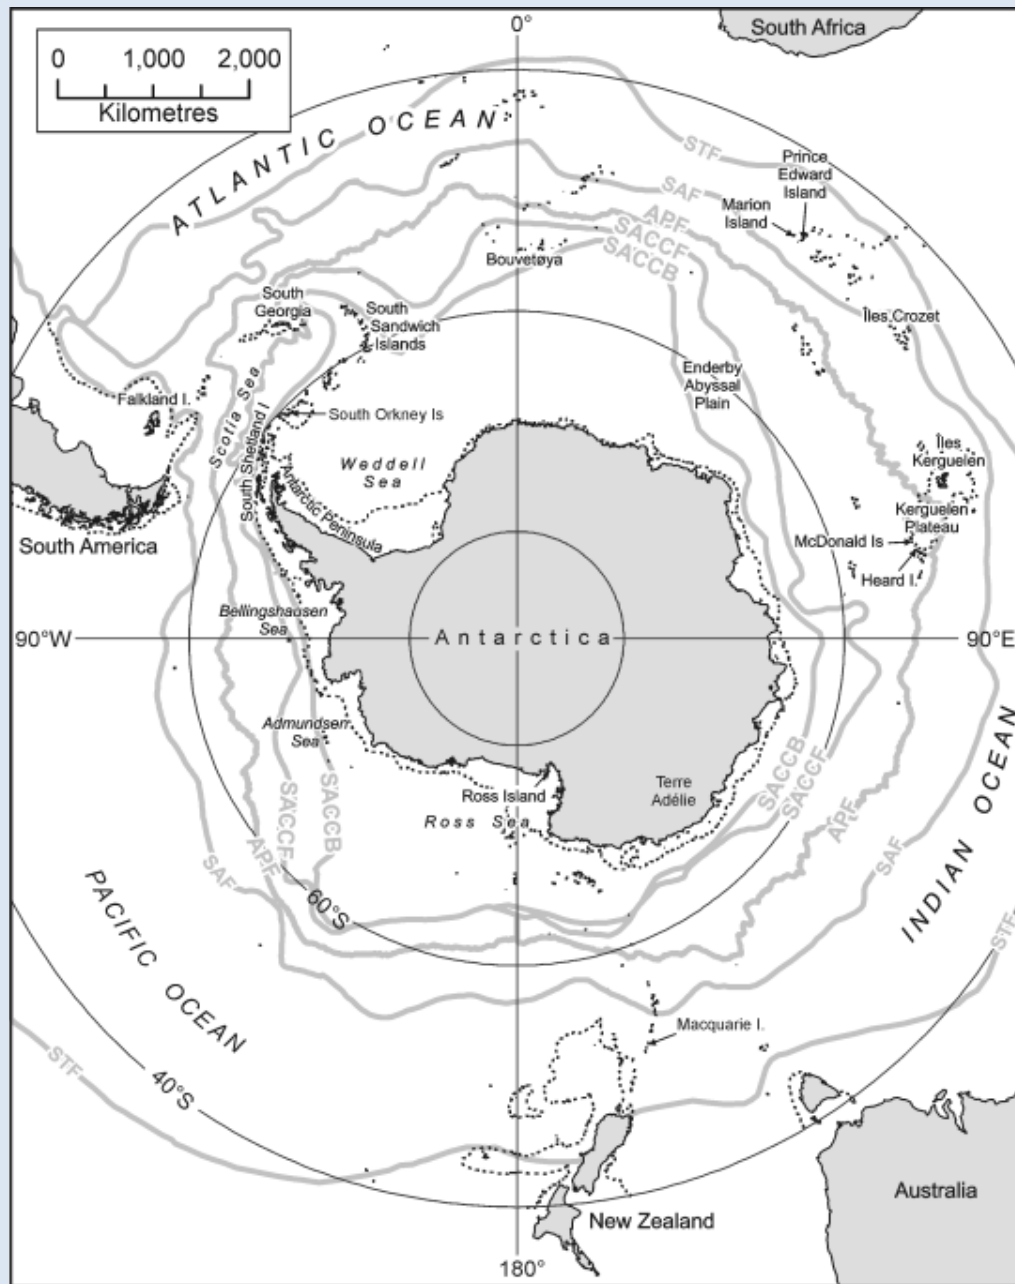 0°
South Africa
0 1,000 2,000
Kilometres
ATLANTIC OCEAN
STF
Prince
Edward
Island
SAF
Marion
Island
APF
SACCF
SACCB
Bouvetøya
South
Georgia
South
Sandwich
Islands
Îles Crozet
Enderby
Abyssal
Plain
Falkland I.
Scotia Sea
South Orkney Is
South Shetland I
Weddell
Sea
Antarctic Peninsula
Îles
Kerguelen
Kerguelen
Plateau
McDonald Is
Heard I.
South America
Bellingshausen
Sea
90°W
Antarctica
90°E
Admundsen
Sea
SACCB
SACCF
APF
SAF
Ross Island
Ross Sea
Terre
Adélie
SACCB
SACCF
APF
SAF
INDIAN OCEAN
STF
60°S
PACIFIC OCEAN
Macquarie I.
STF
40°S
Australia
New Zealand
180°